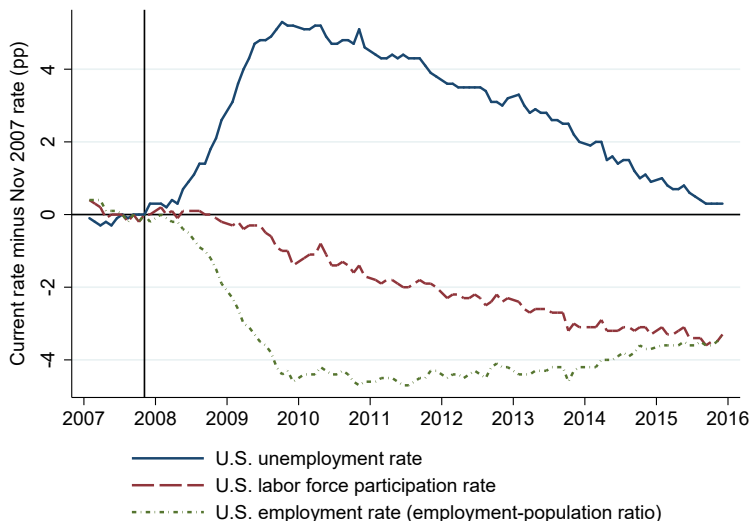 Current rate minus Nov 2007 rate (pp)
4
2
0
-2
-4
2007 2008 2009 2010 2011 2012 2013 2014 2015 2016
U.S. unemployment rate
U.S. labor force participation rate
U.S. employment rate (employment-population ratio)